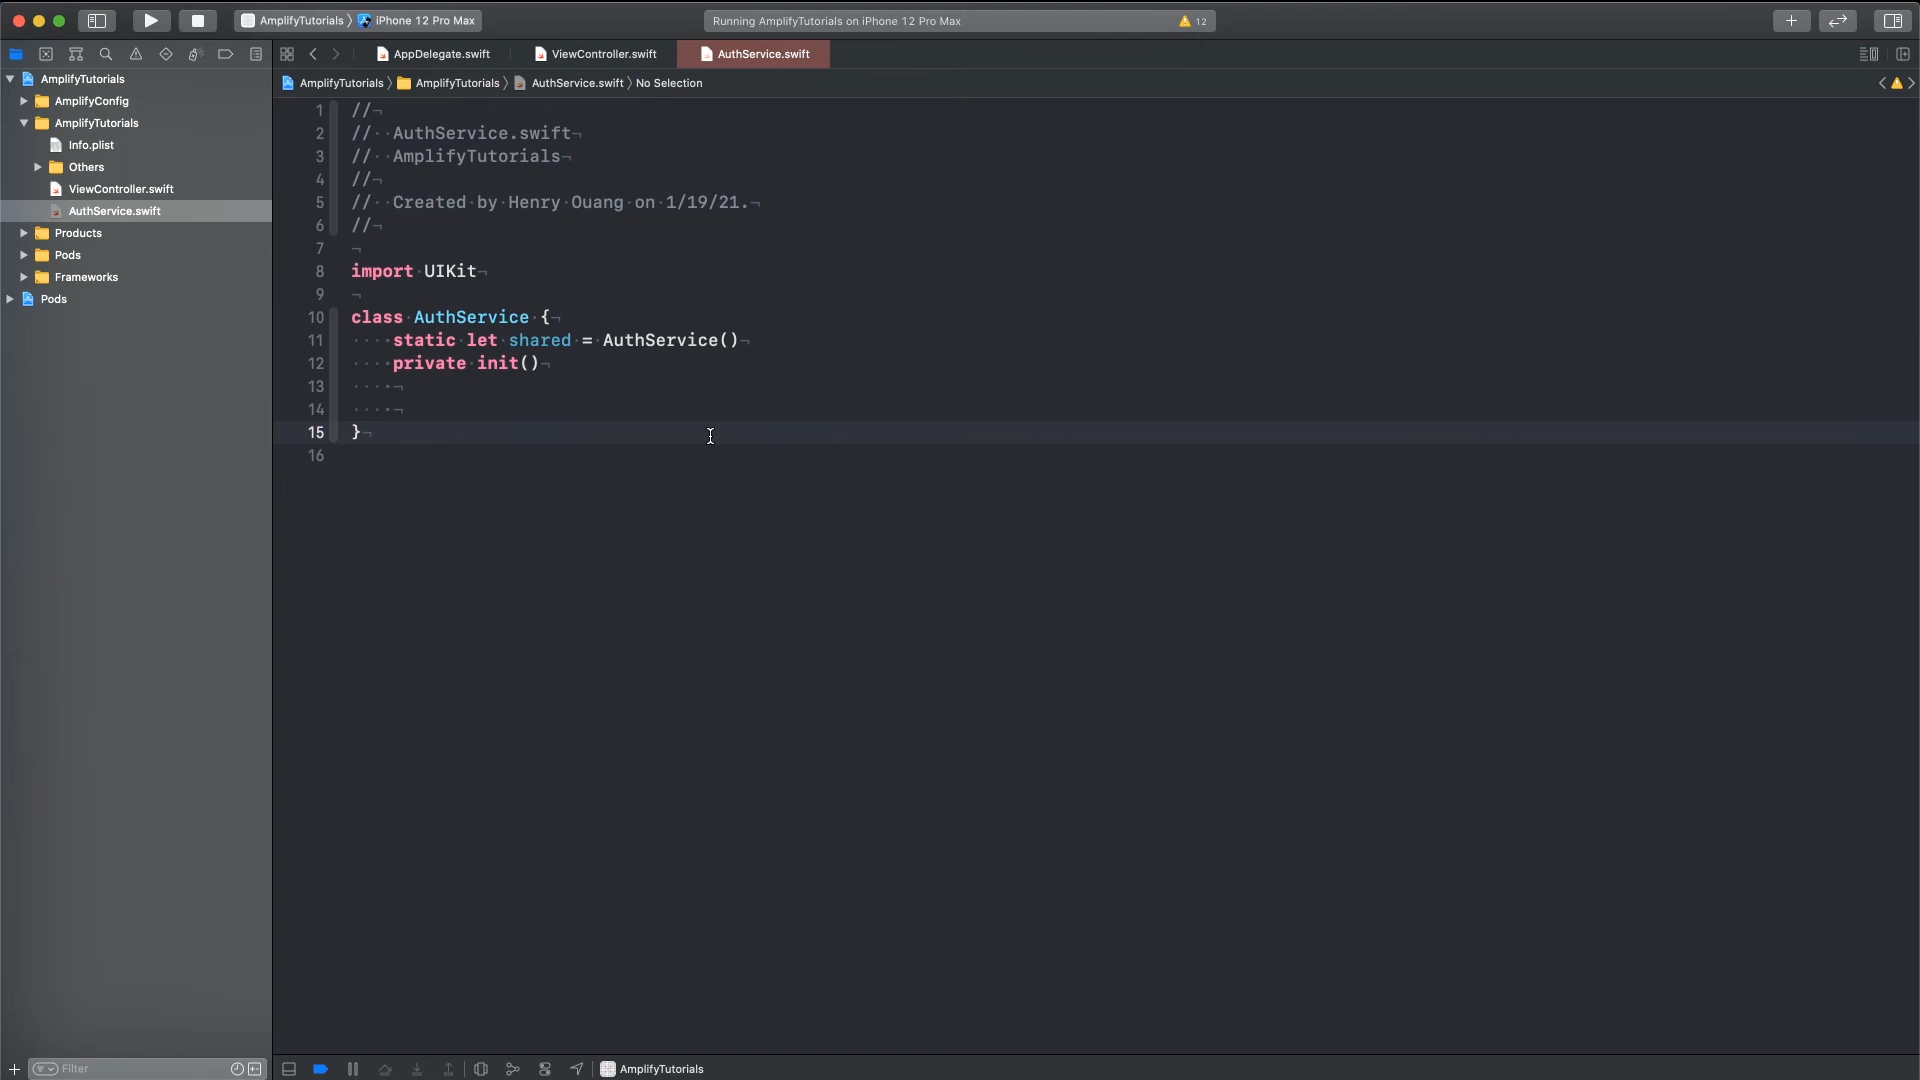 AmplifyTutorials 〉 iPhone 12 Pro Max
Running AmplifyTutorials on iPhone 12 Pro Max
12
AppDelegate.swift
ViewController.swift
AuthService.swift
AmplifyTutorials 〉 AmplifyTutorials 〉 AuthService.swift 〉 No Selection
AmplifyTutorials
AmplifyConfig
AmplifyTutorials
Info.plist
Others
ViewController.swift
AuthService.swift
Products
Pods
Frameworks
Pods
1 //
2 //  AuthService.swift
3 //  AmplifyTutorials
4 //
5 //  Created by Henry Ouang on 1/19/21.
6 //
7
8 import UIKit
9
10 class AuthService {
11     static let shared = AuthService()
12     private init()
13
14
15 }
16
Filter
AmplifyTutorials